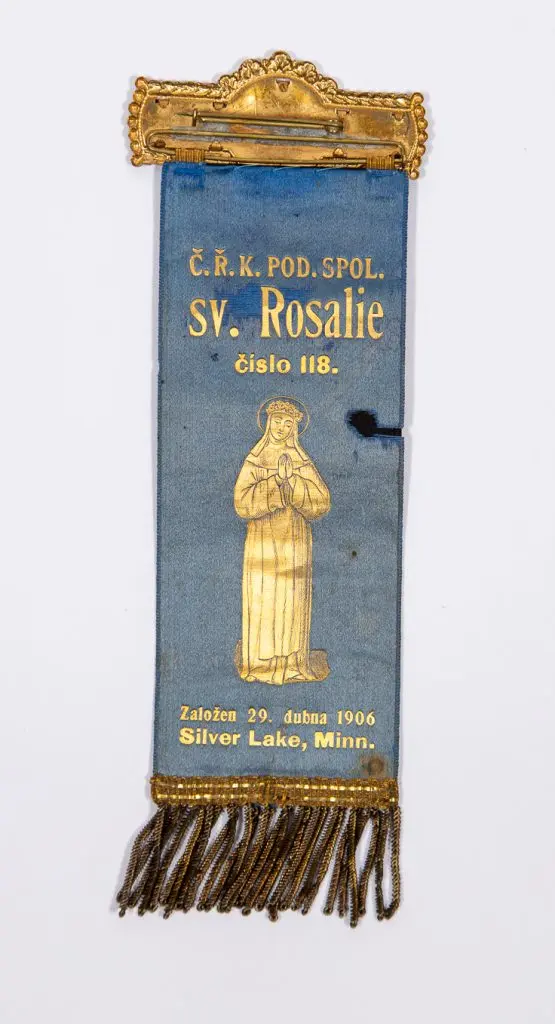 Č. Ř. K. POD. SPOL.
sv. Rosalie
číslo 118.
Založen 29. dubna 1906
Silver Lake, Minn.